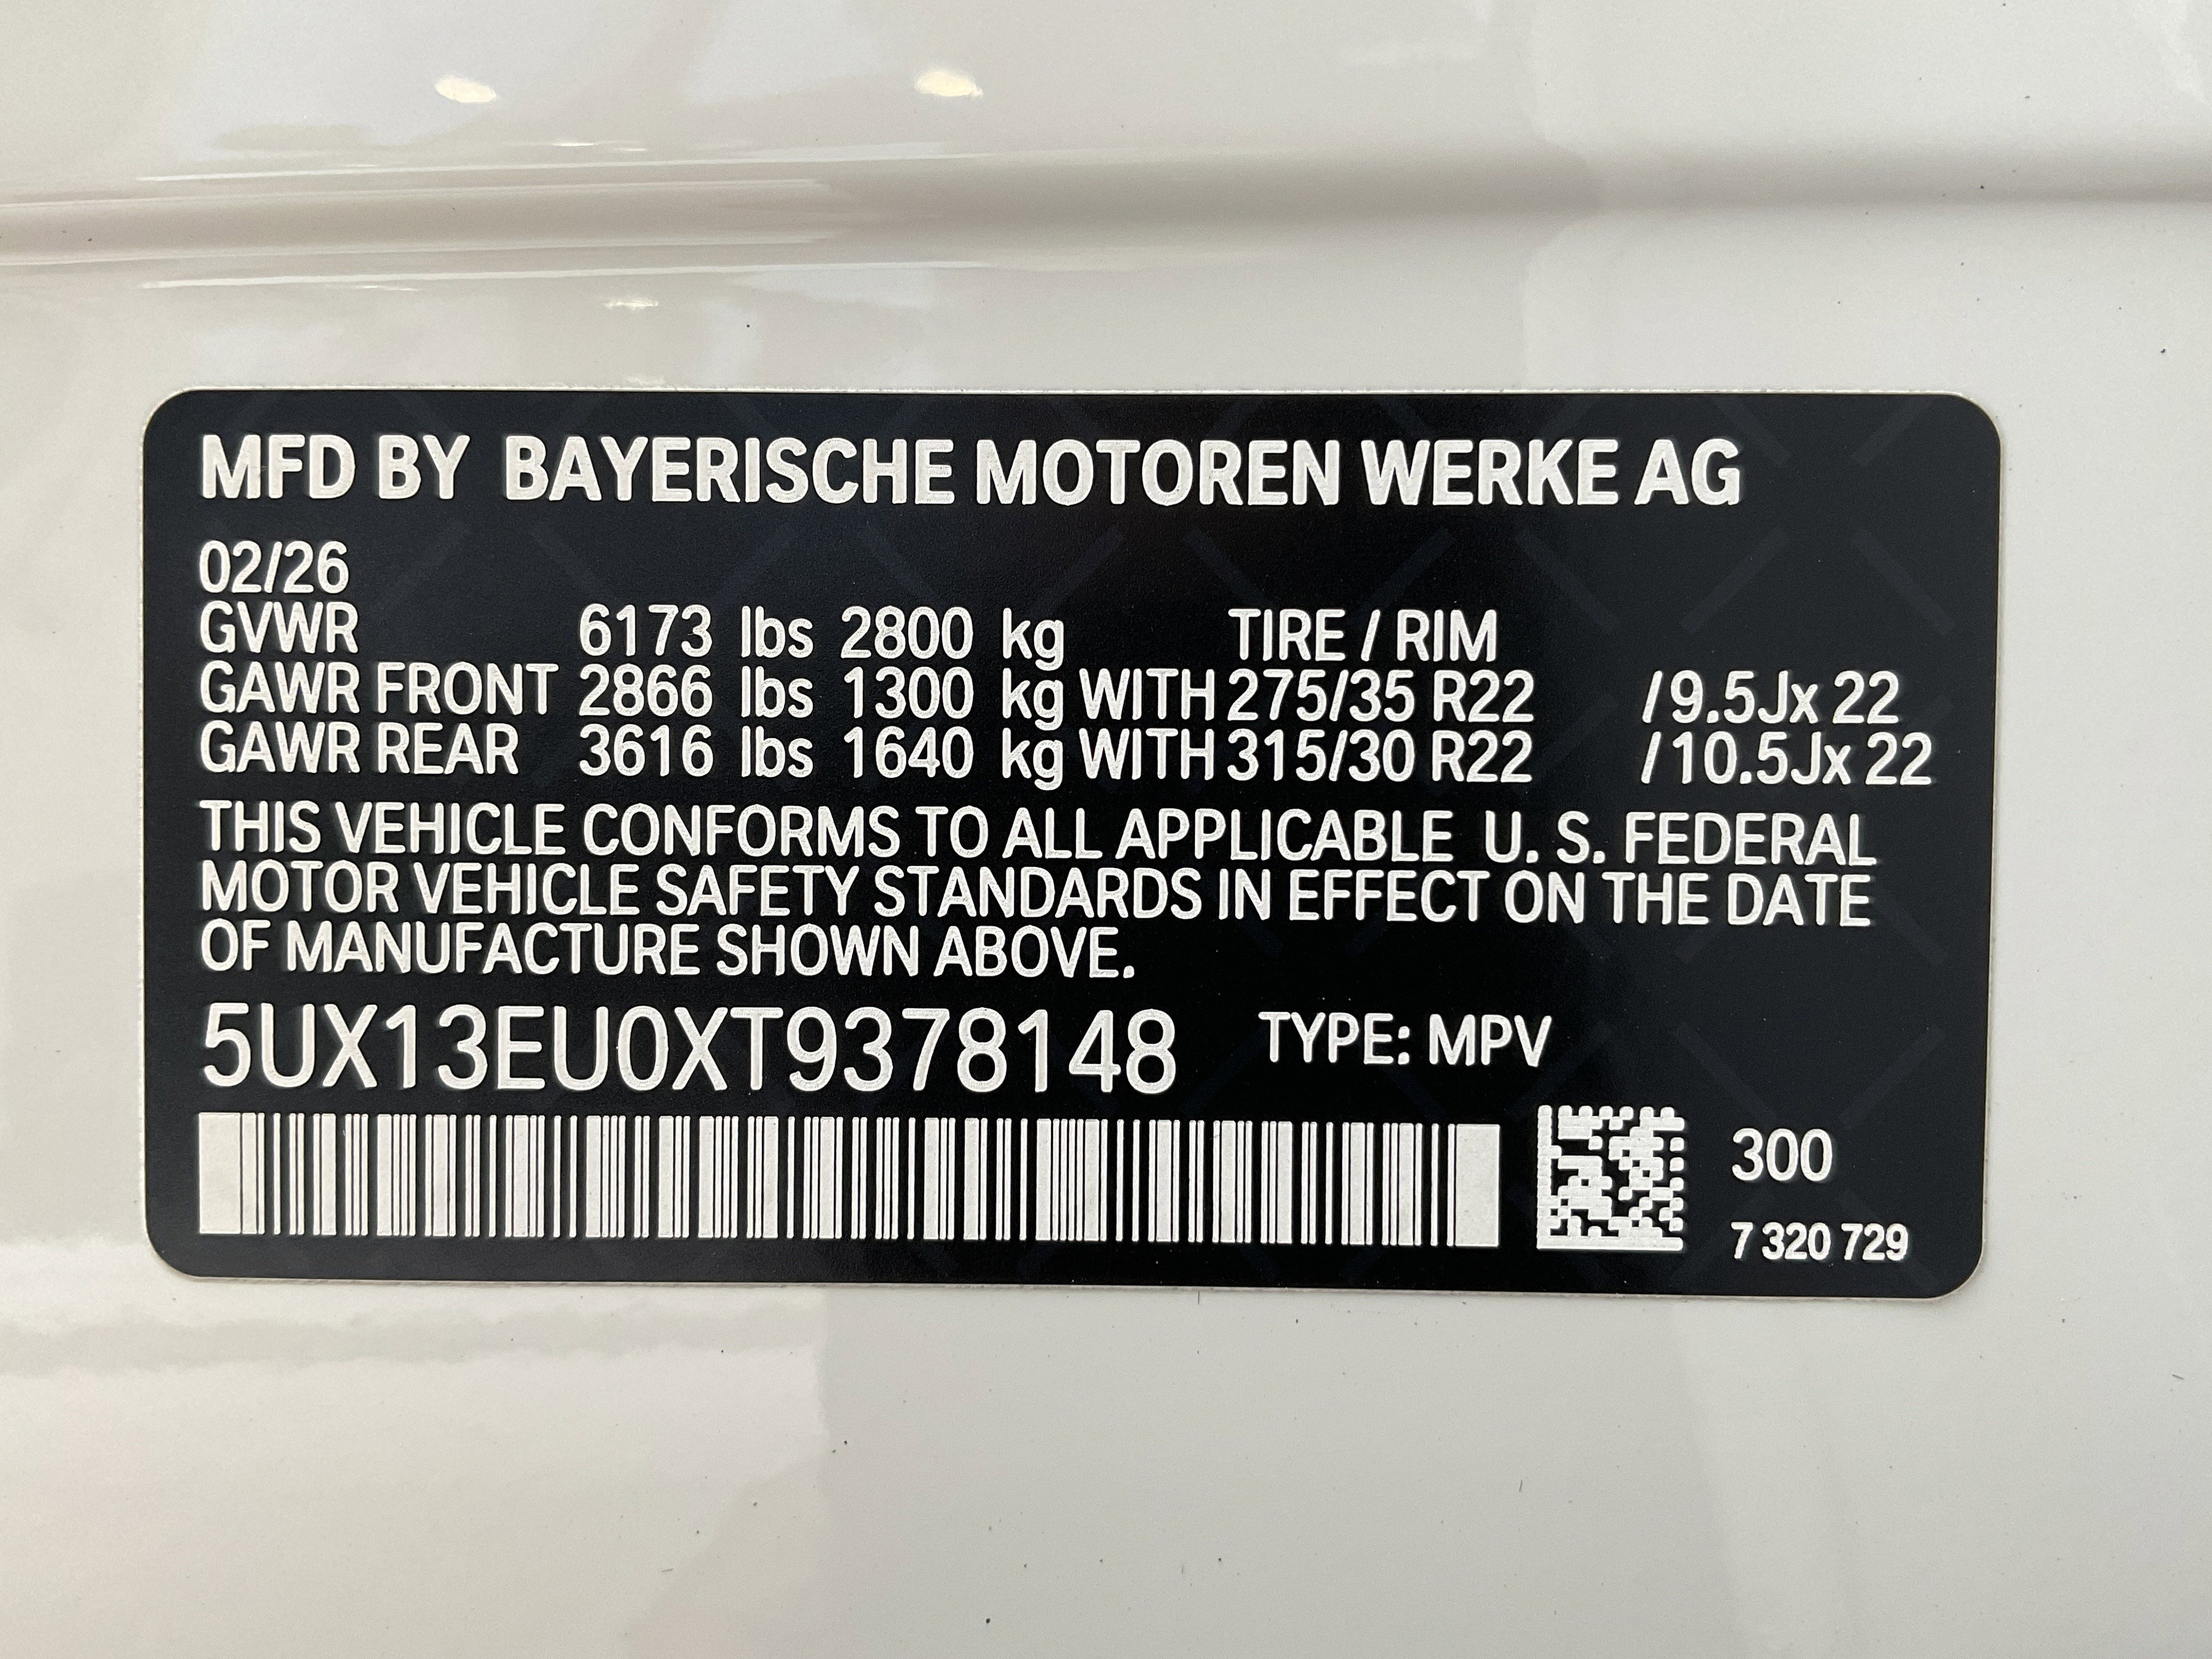 MFD BY BAYERISCHE MOTOREN WERKE AG
02/26
GVWR 6173 lbs 2800 kg TIRE / RIM
GAWR FRONT 2866 lbs 1300 kg WITH 275/35 R22 / 9.5Jx 22
GAWR REAR 3616 lbs 1640 kg WITH 315/30 R22 / 10.5Jx 22
THIS VEHICLE CONFORMS TO ALL APPLICABLE U. S. FEDERAL
MOTOR VEHICLE SAFETY STANDARDS IN EFFECT ON THE DATE
OF MANUFACTURE SHOWN ABOVE.
5UX13EU0XT9378148 TYPE: MPV
300
7 320 729